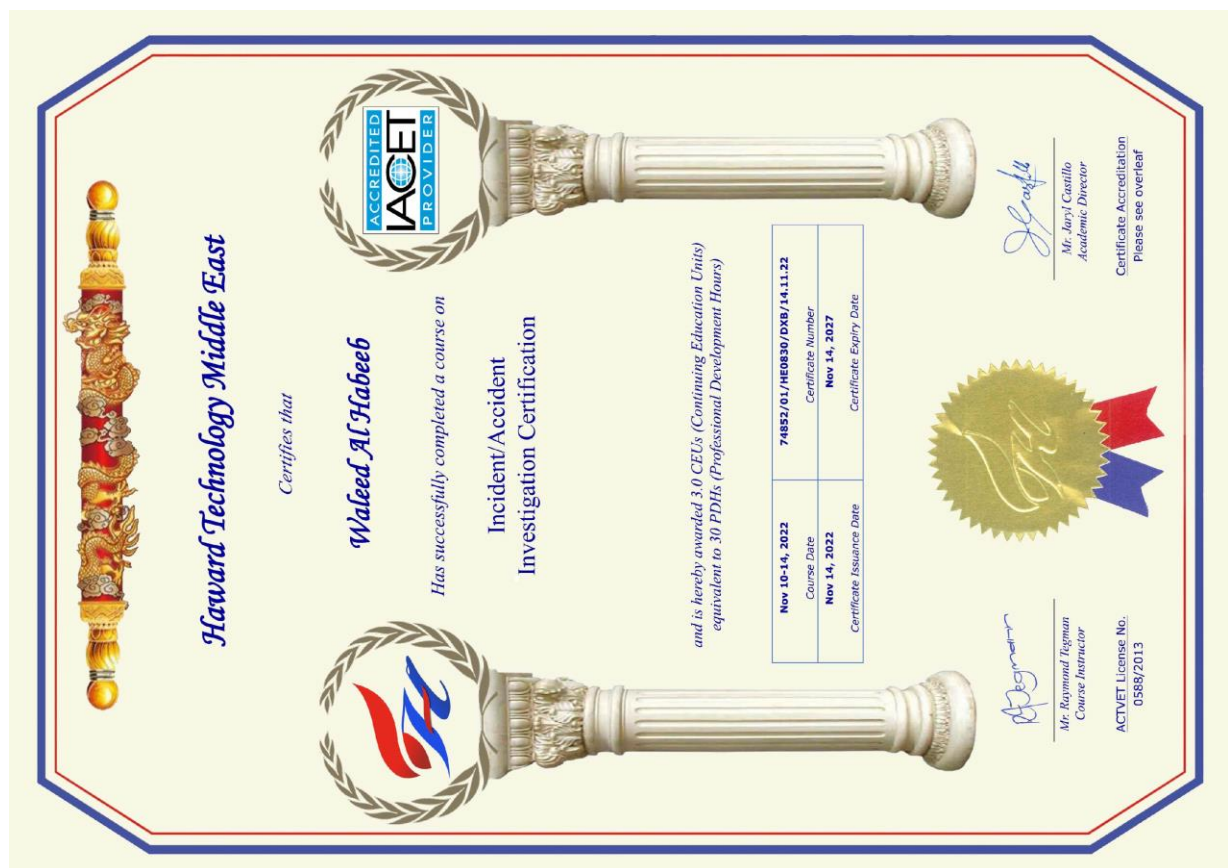 Haward Technology Middle East
Certifies that
Waleed Al Habeeb
Has successfully completed a course on
Incident/Accident
Investigation Certification
ACCREDITED
IACET
PROVIDER
and is hereby awarded 3.0 CEUs (Continuing Education Units)
equivalent to 30 PDHs (Professional Development Hours)
Nov 10-14, 2022
74852/01/HE0830/DXB/14.11.22
Course Date
Certificate Number
Nov 14, 2022
Nov 14, 2027
Certificate Issuance Date
Certificate Expiry Date
Mr. Raymond Tegman
Course Instructor
ACTVET License No.
0588/2013
Mr. Jaryl Castillo
Academic Director
Certificate Accreditation
Please see overleaf